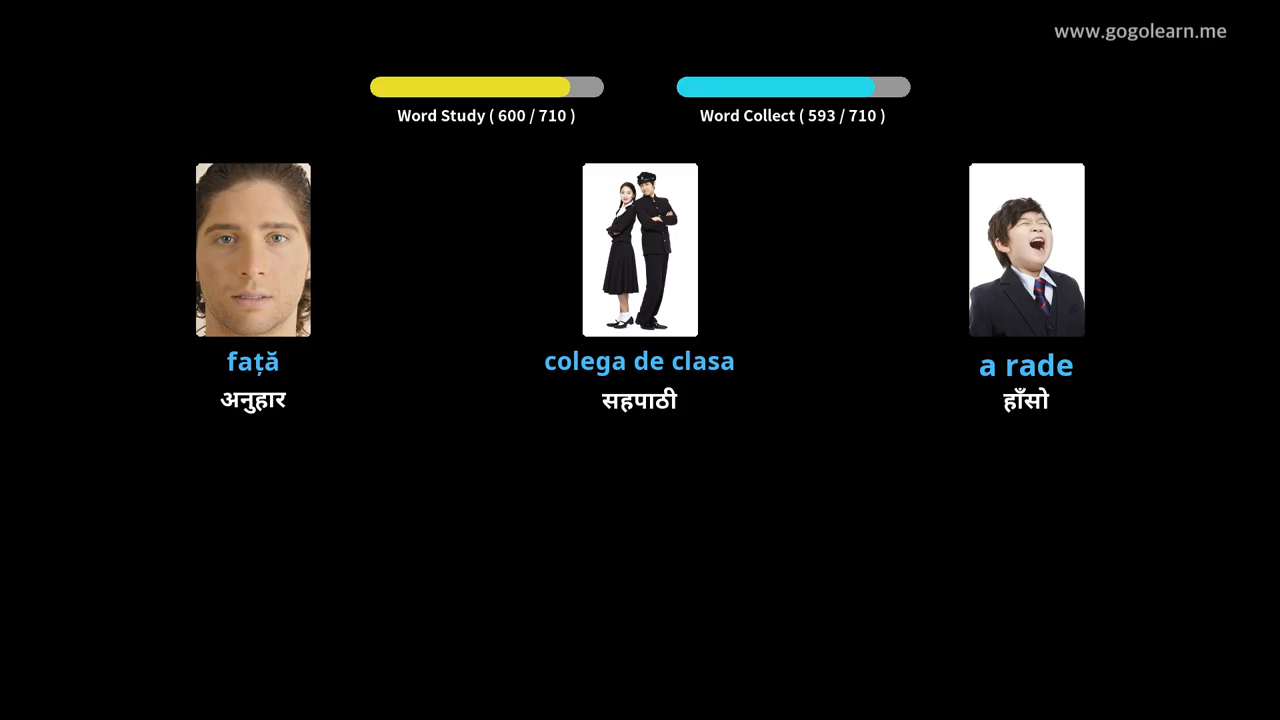 www.gogolearn.me
Word Study ( 600 / 710 )
Word Collect ( 593 / 710 )
față
colega de clasa
a rade
अनुहार
सहपाठी
हाँसो